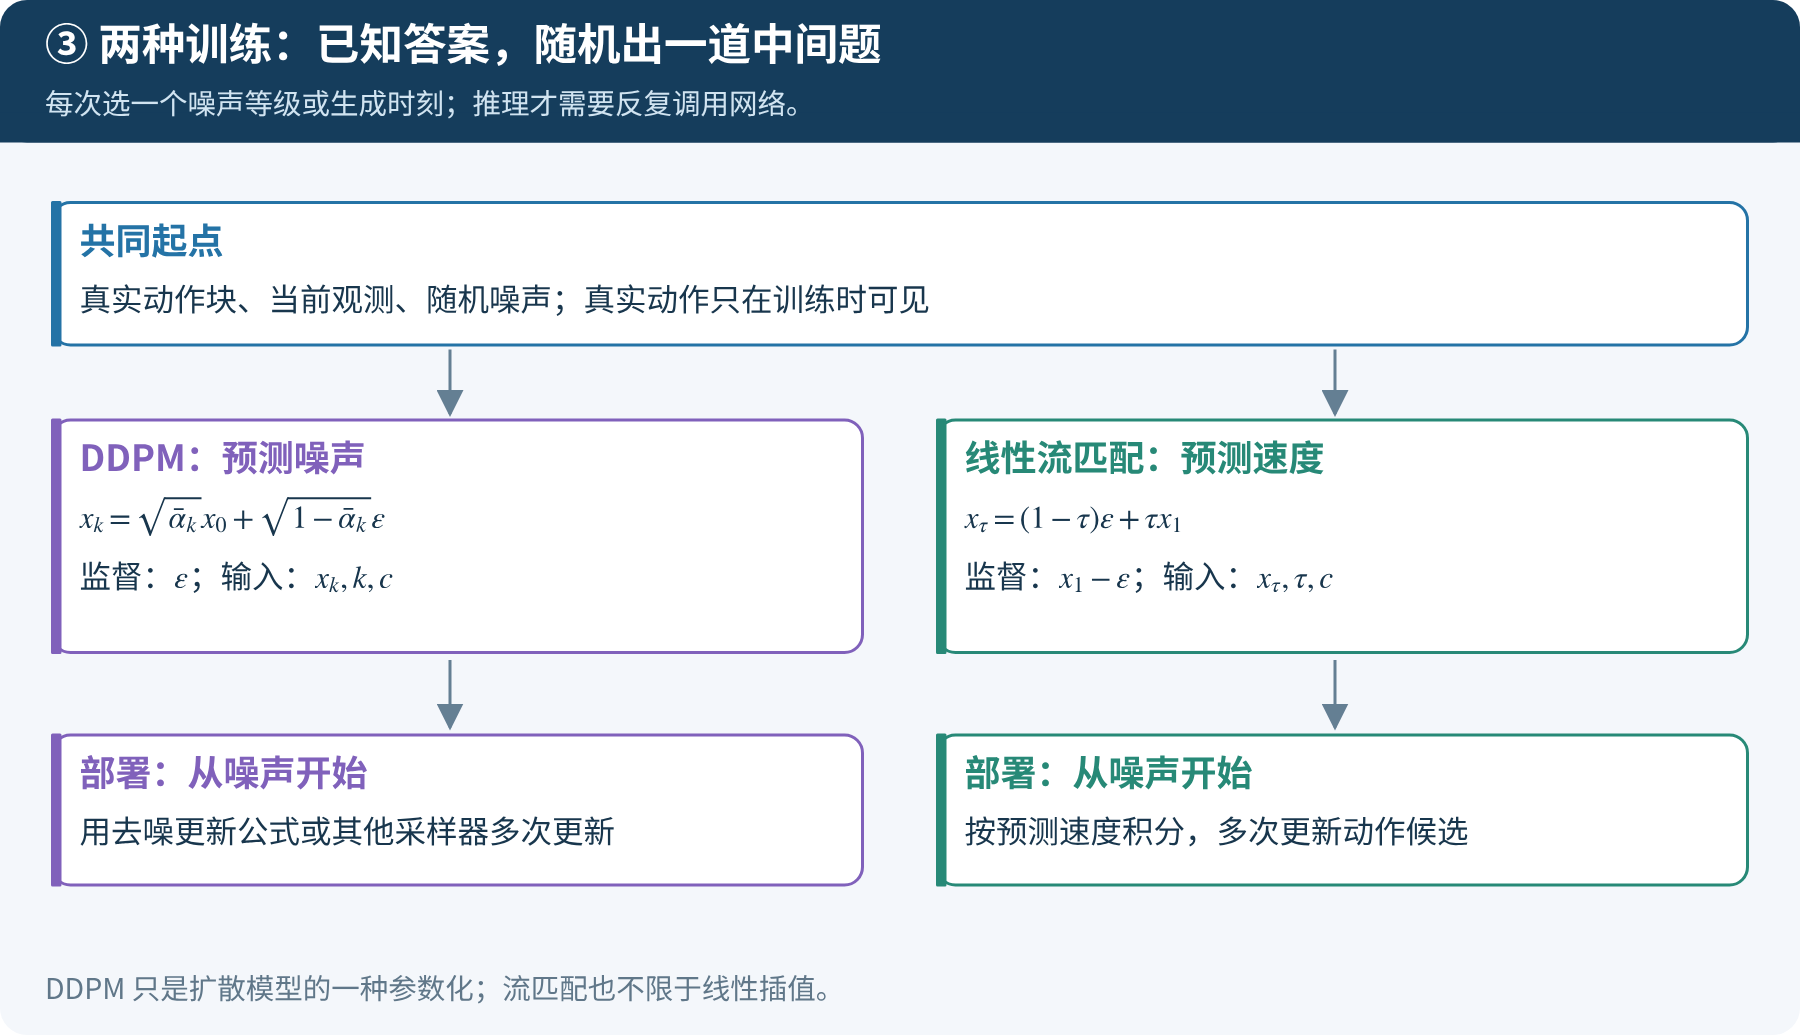 ③ 两种训练：已知答案，随机出一道中间题
每次选一个噪声等级或生成时刻；推理才需要反复调用网络。
共同起点
真实动作块、当前观测、随机噪声；真实动作只在训练时可见
DDPM：预测噪声
x_k = √ᾱ_k x_0 + √1 − ᾱ_k ε
监督：ε；输入：x_k, k, c
线性流匹配：预测速度
x_τ = (1 − τ)ε + τx_1
监督：x_1 − ε；输入：x_τ, τ, c
部署：从噪声开始
用去噪更新公式或其他采样器多次更新
部署：从噪声开始
按预测速度积分，多次更新动作候选
DDPM 只是扩散模型的一种参数化；流匹配也不限于线性插值。